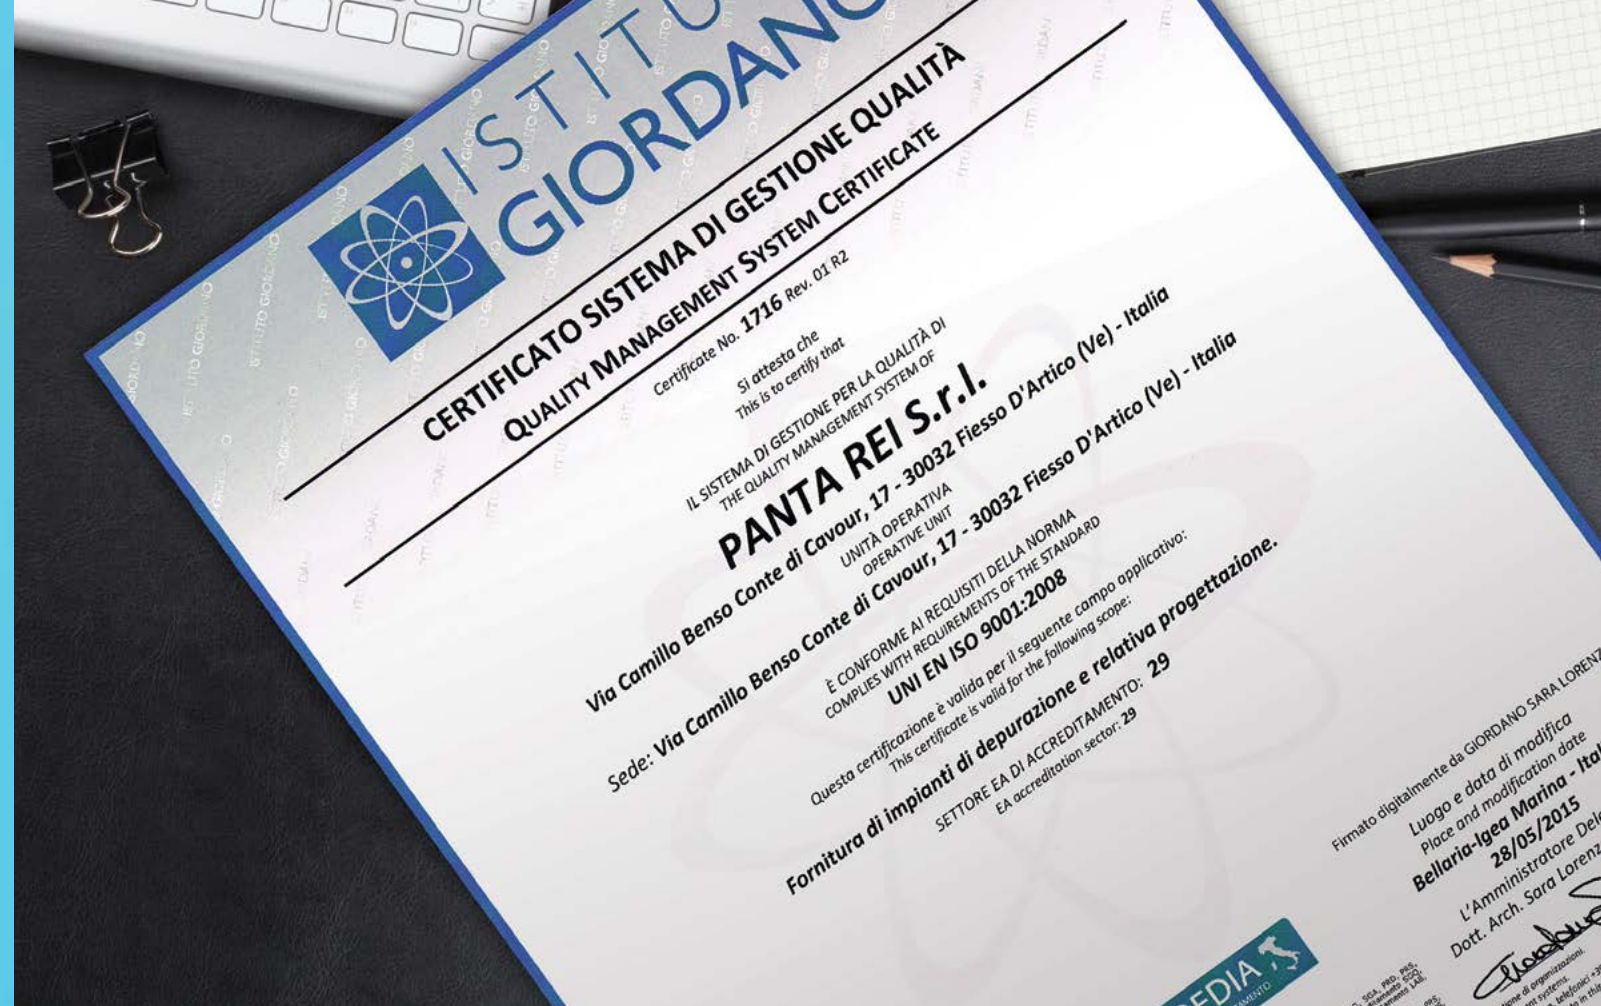 ISTITU
GIORDANO
CERTIFICATO SISTEMA DI GESTIONE QUALITÀ
QUALITY MANAGEMENT SYSTEM CERTIFICATE
Certificate No. 1716 Rev. 01 R2
Si attesta che
This is to certify that
IL SISTEMA DI GESTIONE PER LA QUALITÀ DI
THE QUALITY MANAGEMENT SYSTEM OF
PANTA REI S.r.l.
Via Camillo Benso Conte di Cavour, 17 - 30032 Fiesso D'Artico (Ve) - Italia
UNITÀ OPERATIVA
OPERATIVE UNIT
Sede: Via Camillo Benso Conte di Cavour, 17 - 30032 Fiesso D'Artico (Ve) - Italia
È CONFORME AI REQUISITI DELLA NORMA
COMPLIES WITH REQUIREMENTS OF THE STANDARD
UNI EN ISO 9001:2008
Questa certificazione è valida per il seguente campo applicativo:
This certificate is valid for the following scope:
Fornitura di impianti di depurazione e relativa progettazione.
SETTORE EA DI ACCREDITAMENTO: 29
EA accreditation sector: 29
Firmato digitalmente da GIORDANO SARA LORENZ
Luogo e data di modifica
Place and modification date
Bellaria-Igea Marina - Ital
28/05/2015
L'Amministratore Dele
Dott. Arch. Sara Lorenz
EDIA